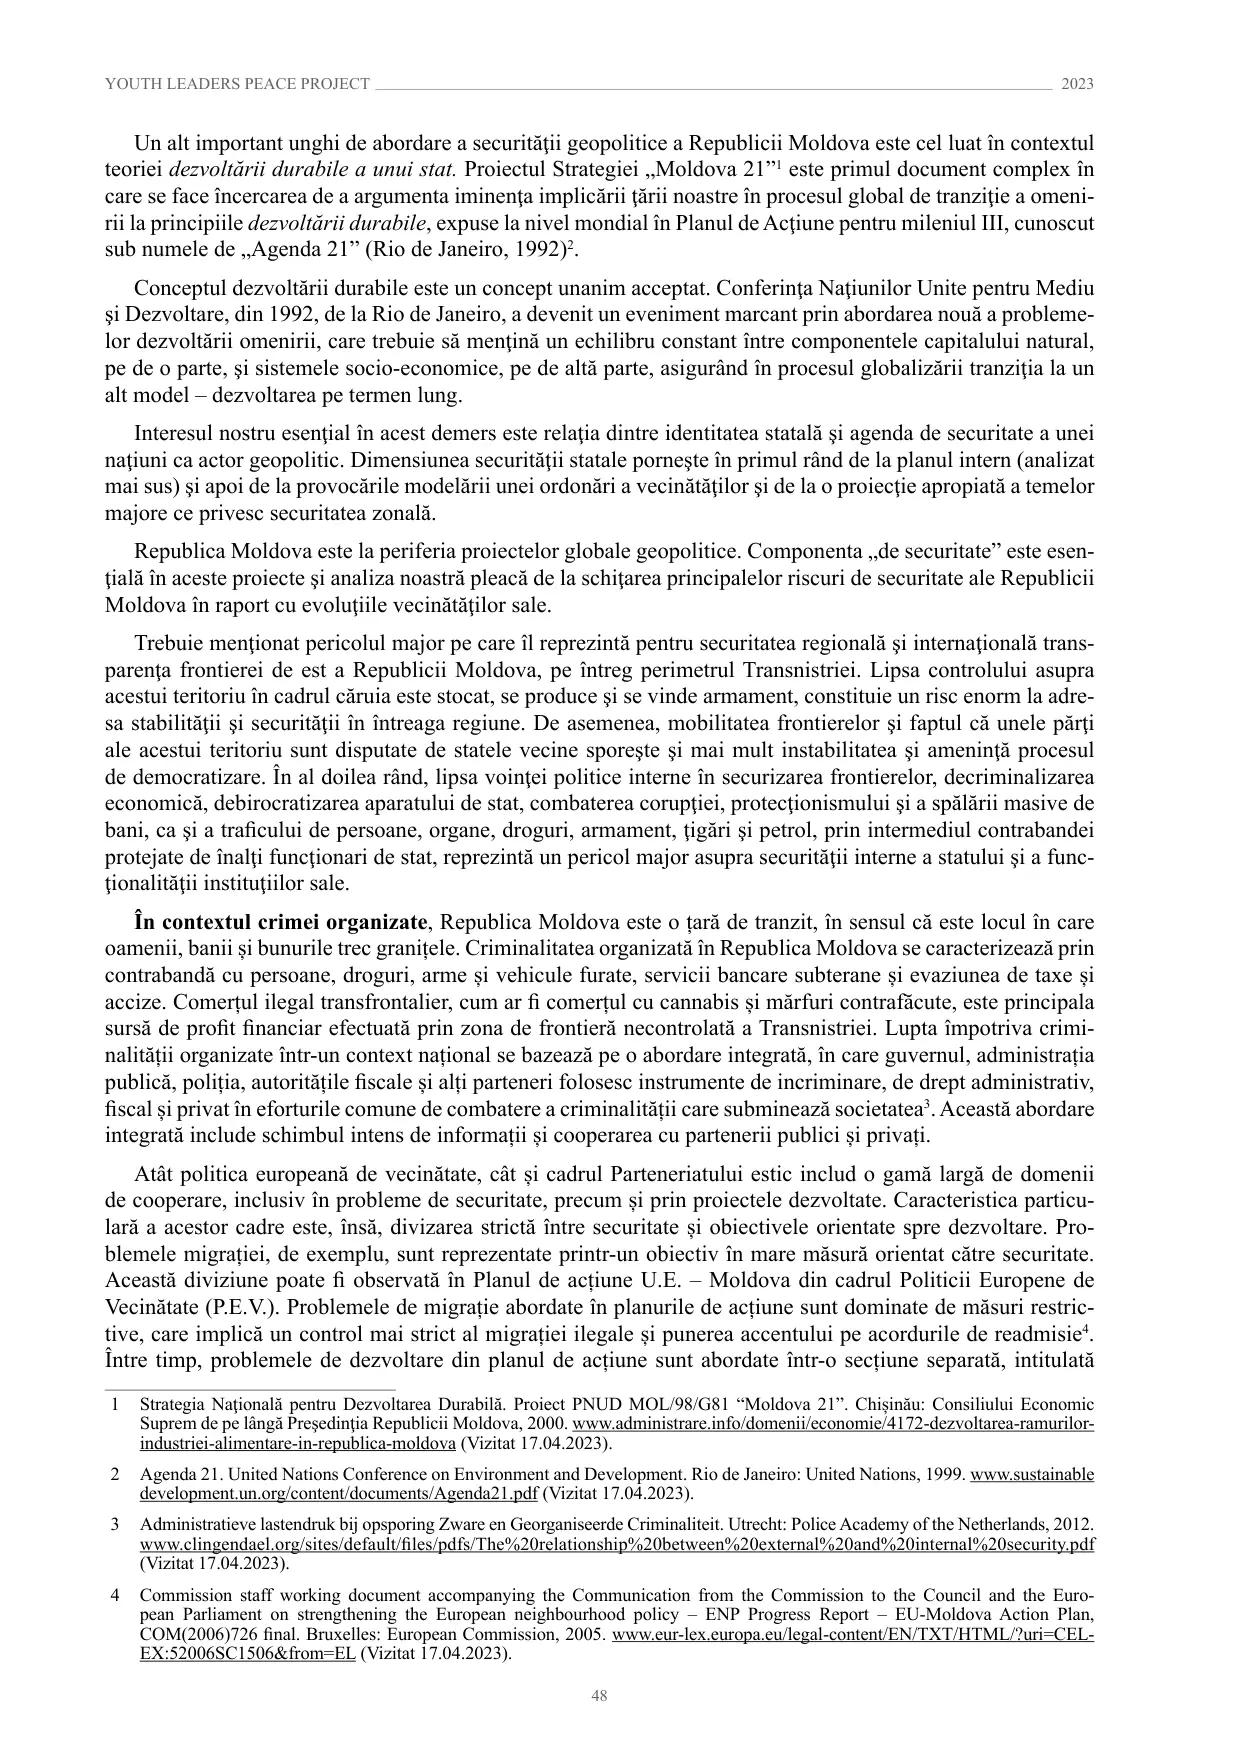 YOUTH LEADERS PEACE PROJECT 2023
Un alt important unghi de abordare a securităţii geopolitice a Republicii Moldova este cel luat în contextul
teoriei dezvoltării durabile a unui stat. Proiectul Strategiei „Moldova 21”1 este primul document complex în
care se face încercarea de a argumenta iminenţa implicării ţării noastre în procesul global de tranziţie a omeni-
rii la principiile dezvoltării durabile, expuse la nivel mondial în Planul de Acţiune pentru mileniul III, cunoscut
sub numele de „Agenda 21” (Rio de Janeiro, 1992)2.
Conceptul dezvoltării durabile este un concept unanim acceptat. Conferinţa Naţiunilor Unite pentru Mediu
şi Dezvoltare, din 1992, de la Rio de Janeiro, a devenit un eveniment marcant prin abordarea nouă a probleme-
lor dezvoltării omenirii, care trebuie să menţină un echilibru constant între componentele capitalului natural,
pe de o parte, şi sistemele socio-economice, pe de altă parte, asigurând în procesul globalizării tranziţia la un
alt model – dezvoltarea pe termen lung.
Interesul nostru esenţial în acest demers este relaţia dintre identitatea statală şi agenda de securitate a unei
naţiuni ca actor geopolitic. Dimensiunea securităţii statale porneşte în primul rând de la planul intern (analizat
mai sus) şi apoi de la provocările modelării unei ordonări a vecinătăţilor şi de la o proiecţie apropiată a temelor
majore ce privesc securitatea zonală.
Republica Moldova este la periferia proiectelor globale geopolitice. Componenta „de securitate” este esen-
ţială în aceste proiecte şi analiza noastră pleacă de la schiţarea principalelor riscuri de securitate ale Republicii
Moldova în raport cu evoluţiile vecinătăţilor sale.
Trebuie menţionat pericolul major pe care îl reprezintă pentru securitatea regională şi internaţională trans-
parenţa frontierei de est a Republicii Moldova, pe întreg perimetrul Transnistriei. Lipsa controlului asupra
acestui teritoriu în cadrul căruia este stocat, se produce şi se vinde armament, constituie un risc enorm la adre-
sa stabilităţii şi securităţii în întreaga regiune. De asemenea, mobilitatea frontierelor şi faptul că unele părţi
ale acestui teritoriu sunt disputate de statele vecine sporeşte şi mai mult instabilitatea şi ameninţă procesul
de democratizare. În al doilea rând, lipsa voinţei politice interne în securizarea frontierelor, decriminalizarea
economică, debirocratizarea aparatului de stat, combaterea corupţiei, protecţionismului şi a spălării masive de
bani, ca şi a traficului de persoane, organe, droguri, armament, ţigări şi petrol, prin intermediul contrabandei
protejate de înalţi funcţionari de stat, reprezintă un pericol major asupra securităţii interne a statului şi a func-
ţionalităţii instituţiilor sale.
În contextul crimei organizate, Republica Moldova este o țară de tranzit, în sensul că este locul în care
oamenii, banii și bunurile trec granițele. Criminalitatea organizată în Republica Moldova se caracterizează prin
contrabandă cu persoane, droguri, arme și vehicule furate, servicii bancare subterane și evaziunea de taxe și
accize. Comerțul ilegal transfrontalier, cum ar fi comerțul cu cannabis și mărfuri contrafăcute, este principala
sursă de profit financiar efectuată prin zona de frontieră necontrolată a Transnistriei. Lupta împotriva crimi-
nalității organizate într-un context național se bazează pe o abordare integrată, în care guvernul, administrația
publică, poliția, autoritățile fiscale și alți parteneri folosesc instrumente de incriminare, de drept administrativ,
fiscal și privat în eforturile comune de combatere a criminalității care subminează societatea3. Această abordare
integrată include schimbul intens de informații și cooperarea cu partenerii publici și privați.
Atât politica europeană de vecinătate, cât și cadrul Parteneriatului estic includ o gamă largă de domenii
de cooperare, inclusiv în probleme de securitate, precum și prin proiectele dezvoltate. Caracteristica particu-
lară a acestor cadre este, însă, divizarea strictă între securitate și obiectivele orientate spre dezvoltare. Pro-
blemele migrației, de exemplu, sunt reprezentate printr-un obiectiv în mare măsură orientat către securitate.
Această diviziune poate fi observată în Planul de acțiune U.E. – Moldova din cadrul Politicii Europene de
Vecinătate (P.E.V.). Problemele de migrație abordate în planurile de acțiune sunt dominate de măsuri restric-
tive, care implică un control mai strict al migrației ilegale și punerea accentului pe acordurile de readmisie4.
Între timp, problemele de dezvoltare din planul de acțiune sunt abordate într-o secțiune separată, intitulată
1 Strategia Naţională pentru Dezvoltarea Durabilă. Proiect PNUD MOL/98/G81 “Moldova 21”. Chișinău: Consiliului Economic
Suprem de pe lângă Preşedinţia Republicii Moldova, 2000. www.administrare.info/domenii/economie/4172-dezvoltarea-ramurilor-
industriei-alimentare-in-republica-moldova (Vizitat 17.04.2023).
2 Agenda 21. United Nations Conference on Environment and Development. Rio de Janeiro: United Nations, 1999. www.sustainable
development.un.org/content/documents/Agenda21.pdf (Vizitat 17.04.2023).
3 Administratieve lastendruk bij opsporing Zware en Georganiseerde Criminaliteit. Utrecht: Police Academy of the Netherlands, 2012.
www.clingendael.org/sites/default/files/pdfs/The%20relationship%20between%20external%20and%20internal%20security.pdf
(Vizitat 17.04.2023).
4 Commission staff working document accompanying the Communication from the Commission to the Council and the Euro-
pean Parliament on strengthening the European neighbourhood policy – ENP Progress Report – EU-Moldova Action Plan,
COM(2006)726 final. Bruxelles: European Commission, 2005. www.eur-lex.europa.eu/legal-content/EN/TXT/HTML/?uri=CEL-
EX:52006SC1506&from=EL (Vizitat 17.04.2023).
48